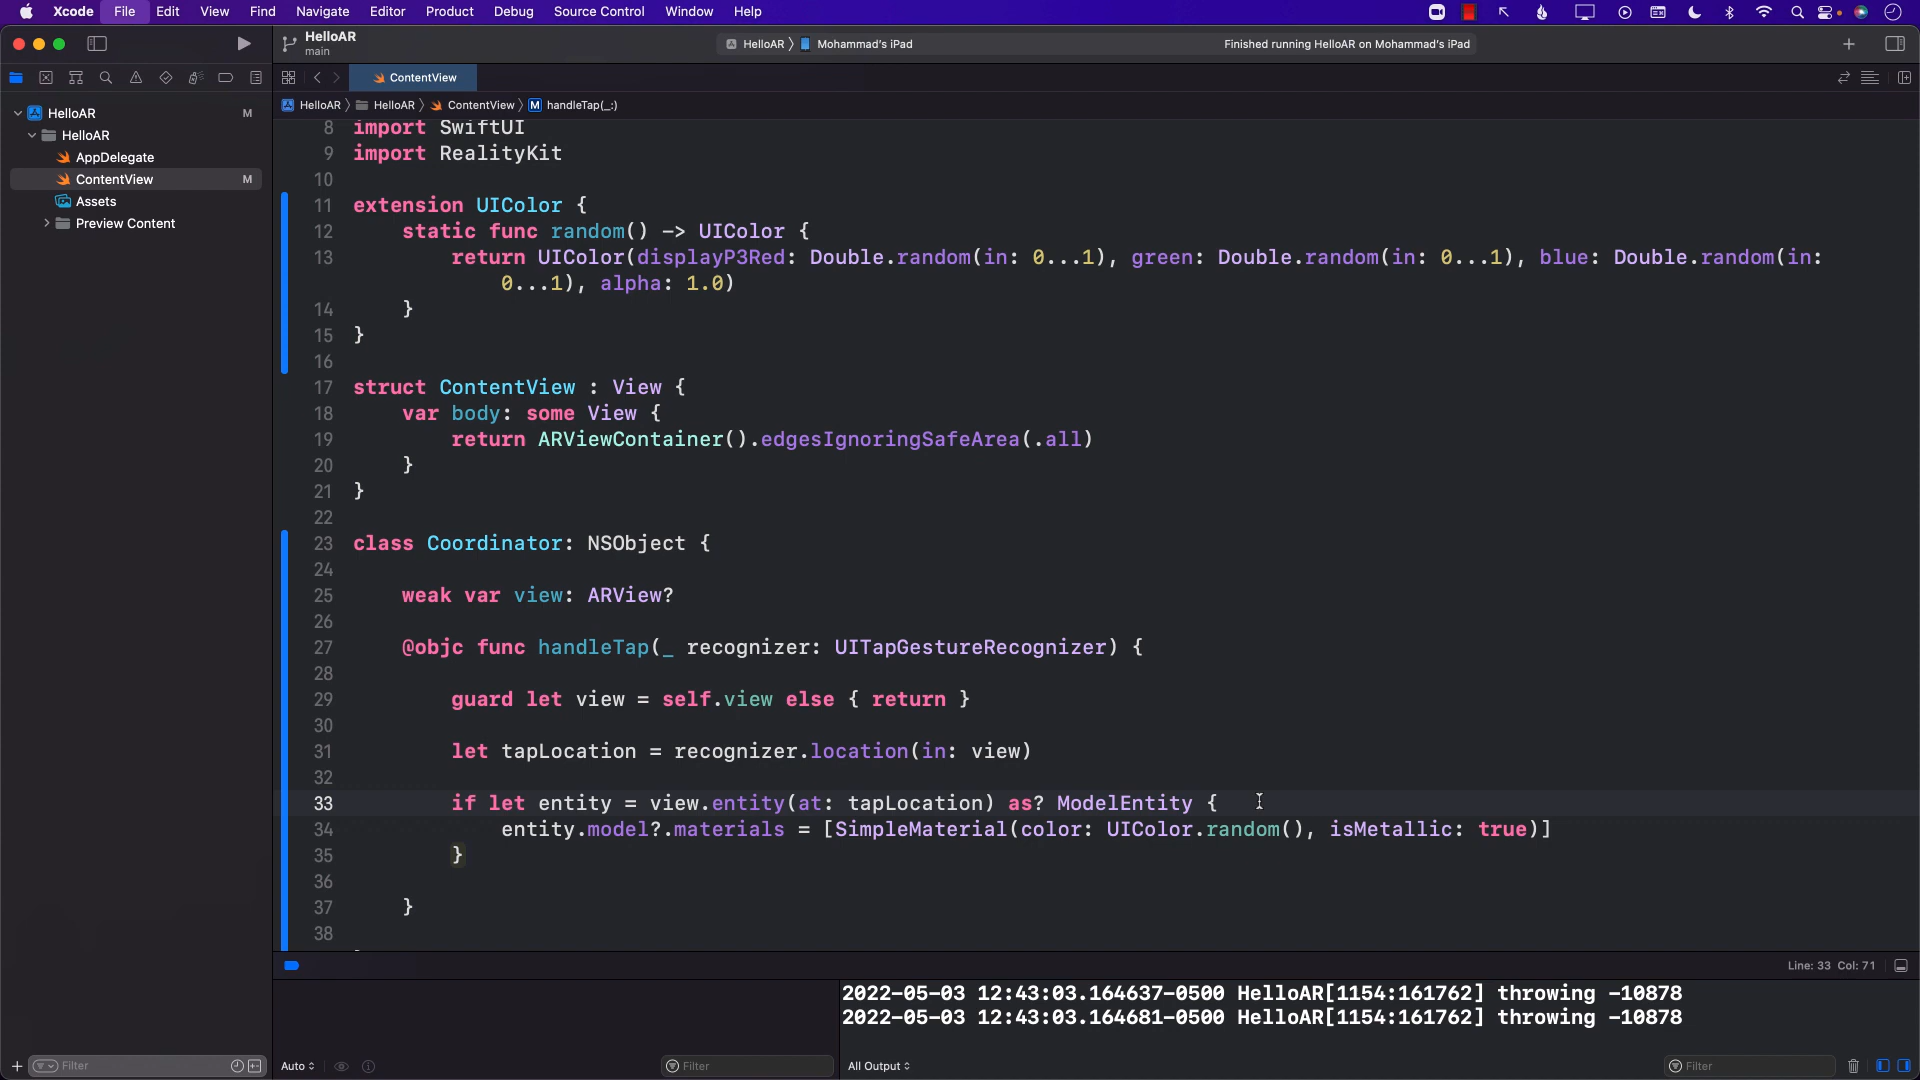 Xcode File Edit View Find Navigate Editor Product Debug Source Control Window Help
HelloAR
main
HelloAR Mohammad's iPad
Finished running HelloAR on Mohammad's iPad
ContentView
HelloAR HelloAR ContentView M handleTap(_:)
HelloAR M
HelloAR
AppDelegate
ContentView M
Assets
Preview Content
8 import SwiftUI
9 import RealityKit
10
11 extension UIColor {
12 static func random() -> UIColor {
13 return UIColor(displayP3Red: Double.random(in: 0...1), green: Double.random(in: 0...1), blue: Double.random(in:
0...1), alpha: 1.0)
14 }
15 }
16
17 struct ContentView : View {
18 var body: some View {
19 return ARViewContainer().edgesIgnoringSafeArea(.all)
20 }
21 }
22
23 class Coordinator: NSObject {
24
25 weak var view: ARView?
26
27 @objc func handleTap(_ recognizer: UITapGestureRecognizer) {
28
29 guard let view = self.view else { return }
30
31 let tapLocation = recognizer.location(in: view)
32
33 if let entity = view.entity(at: tapLocation) as? ModelEntity {
34 entity.model?.materials = [SimpleMaterial(color: UIColor.random(), isMetallic: true)]
35 }
36
37 }
38
Line: 33 Col: 71
2022-05-03 12:43:03.164637-0500 HelloAR[1154:161762] throwing -10878
2022-05-03 12:43:03.164681-0500 HelloAR[1154:161762] throwing -10878
Filter
Auto
Filter
All Output
Filter